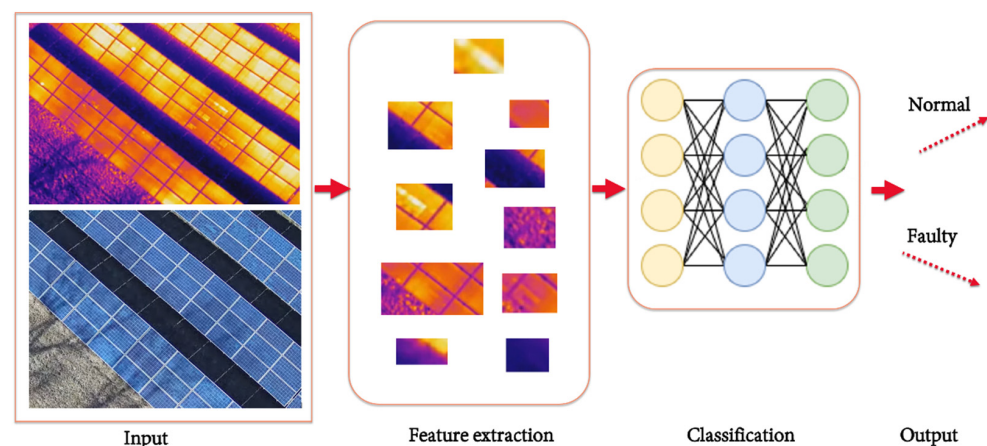 Normal
Faulty
Input
Feature extraction
Classification
Output